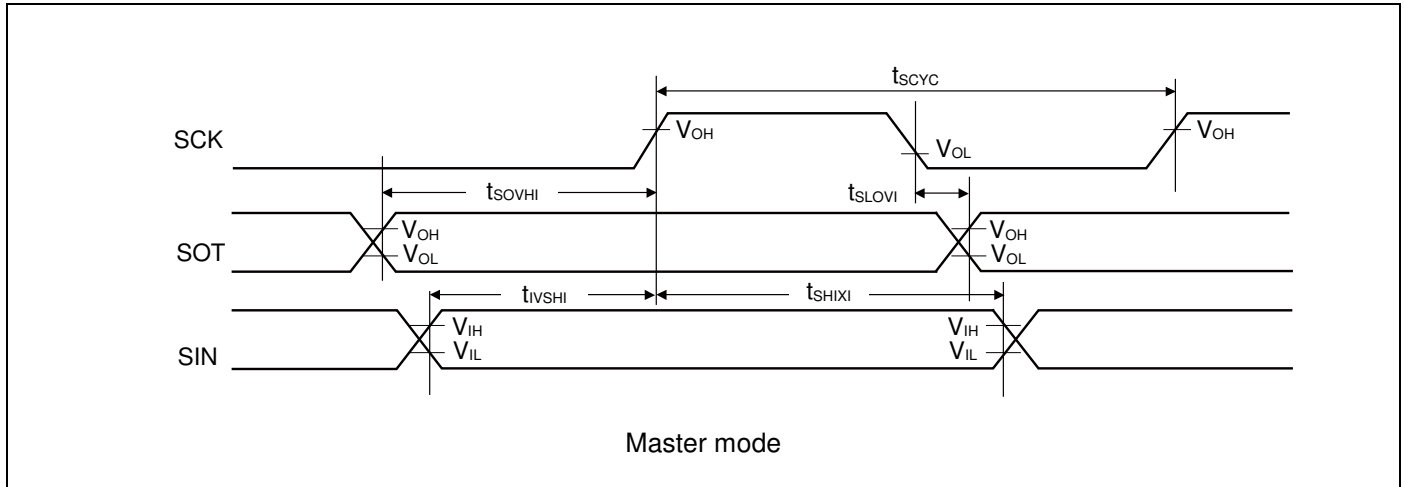 tSCYC
SCK
VOH
VOL
VOH
tSOVHI
tSLOVI
SOT
VOH
VOL
VOH
VOL
tIVSHI
tSHIXI
SIN
VIH
VIL
VIH
VIL
Master mode